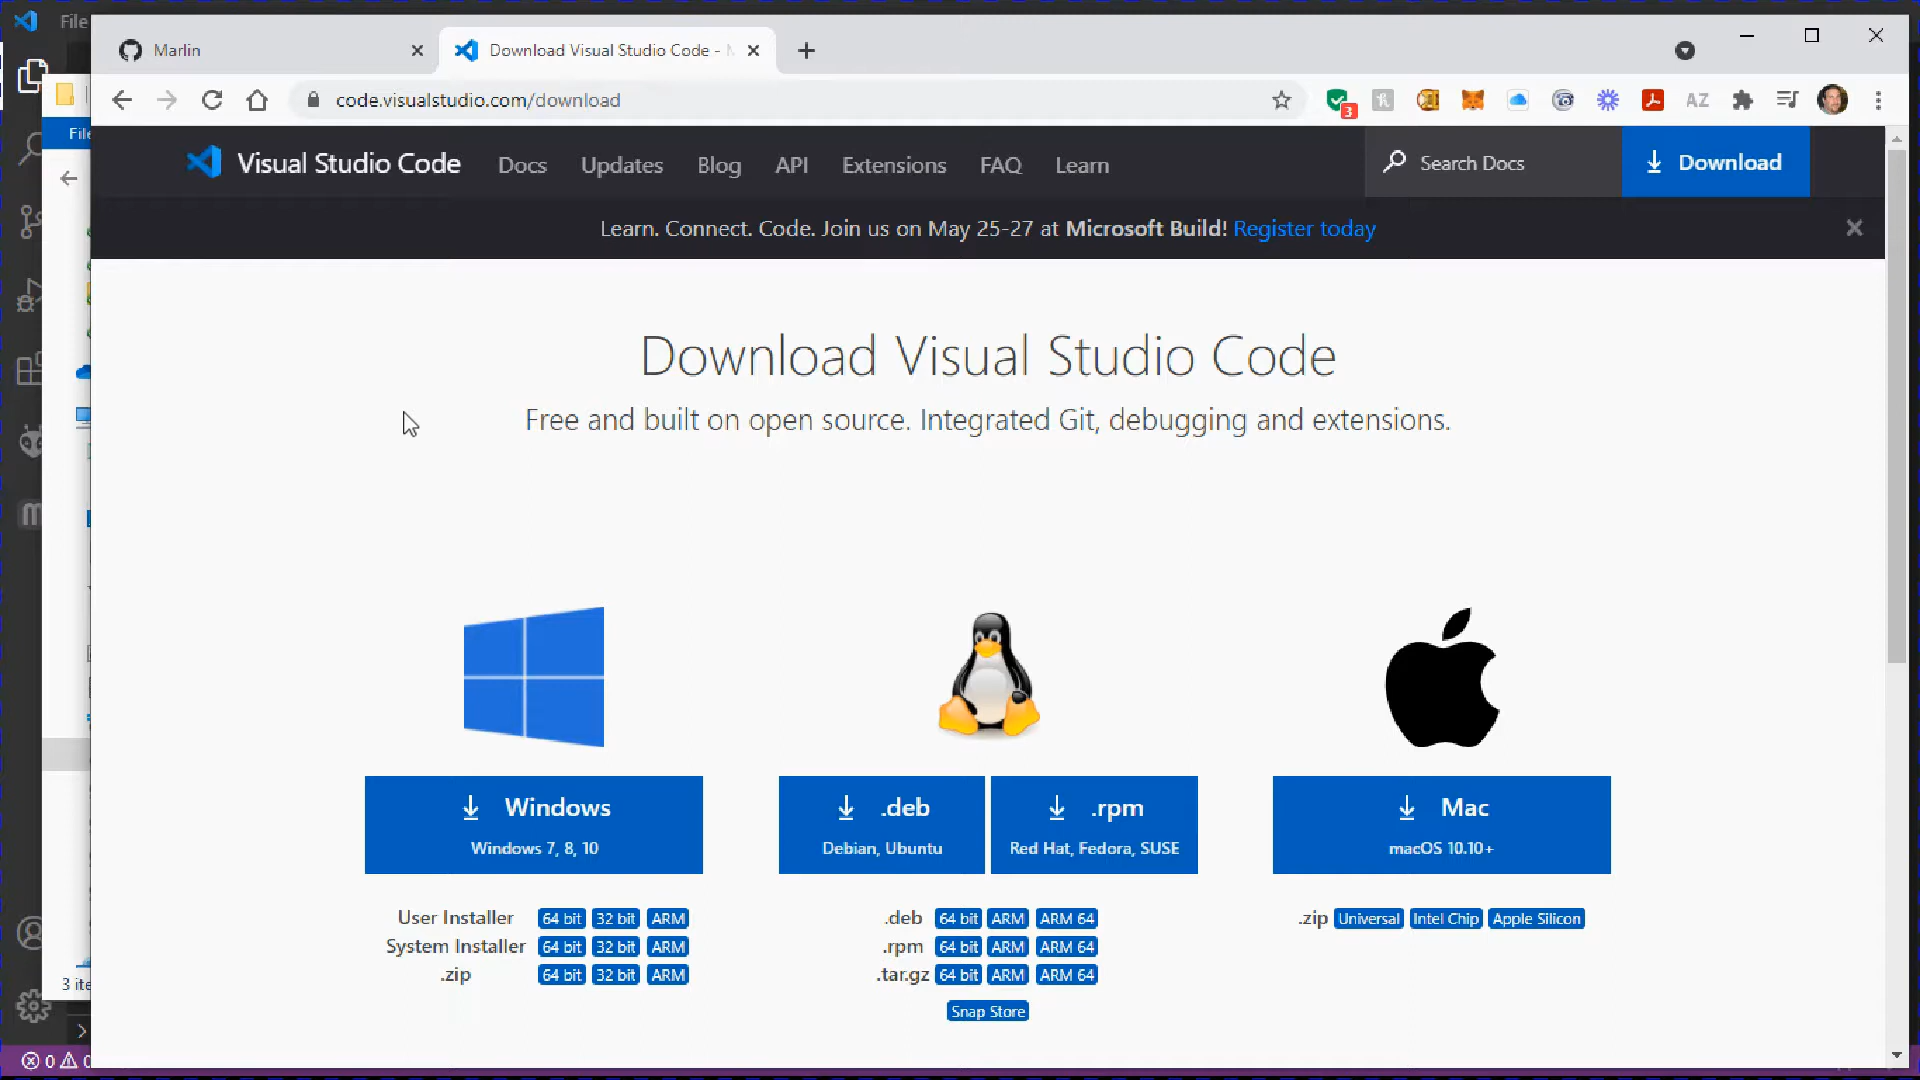 File
Marlin
Download Visual Studio Code -
code.visualstudio.com/download
3
AZ
File
Visual Studio Code Docs Updates Blog API Extensions FAQ Learn Search Docs Download
Learn. Connect. Code. Join us on May 25-27 at Microsoft Build! Register today
Download Visual Studio Code
Free and built on open source. Integrated Git, debugging and extensions.
Windows
Windows 7, 8, 10
.deb
Debian, Ubuntu
.rpm
Red Hat, Fedora, SUSE
Mac
macOS 10.10+
User Installer 64 bit 32 bit ARM
System Installer 64 bit 32 bit ARM
.zip 64 bit 32 bit ARM
.deb 64 bit ARM ARM 64
.rpm 64 bit ARM ARM 64
.tar.gz 64 bit ARM ARM 64
Snap Store
.zip Universal Intel Chip Apple Silicon
3 ite
0 0